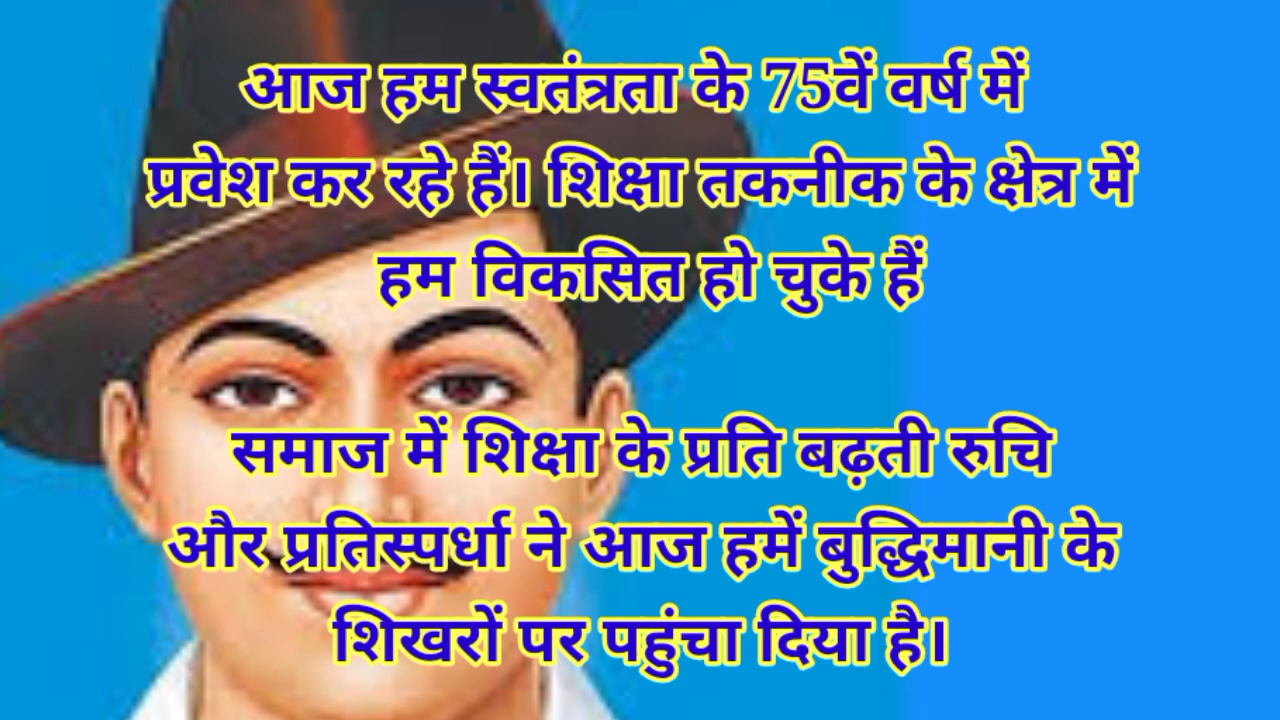 आज हम स्वतंत्रता के 75वें वर्ष में
प्रवेश कर रहे हैं। शिक्षा तकनीक के क्षेत्र में
हम विकसित हो चुके हैं
समाज में शिक्षा के प्रति बढ़ती रुचि
और प्रतिस्पर्धा ने आज हमें बुद्धिमानी के
शिखरों पर पहुंचा दिया है।